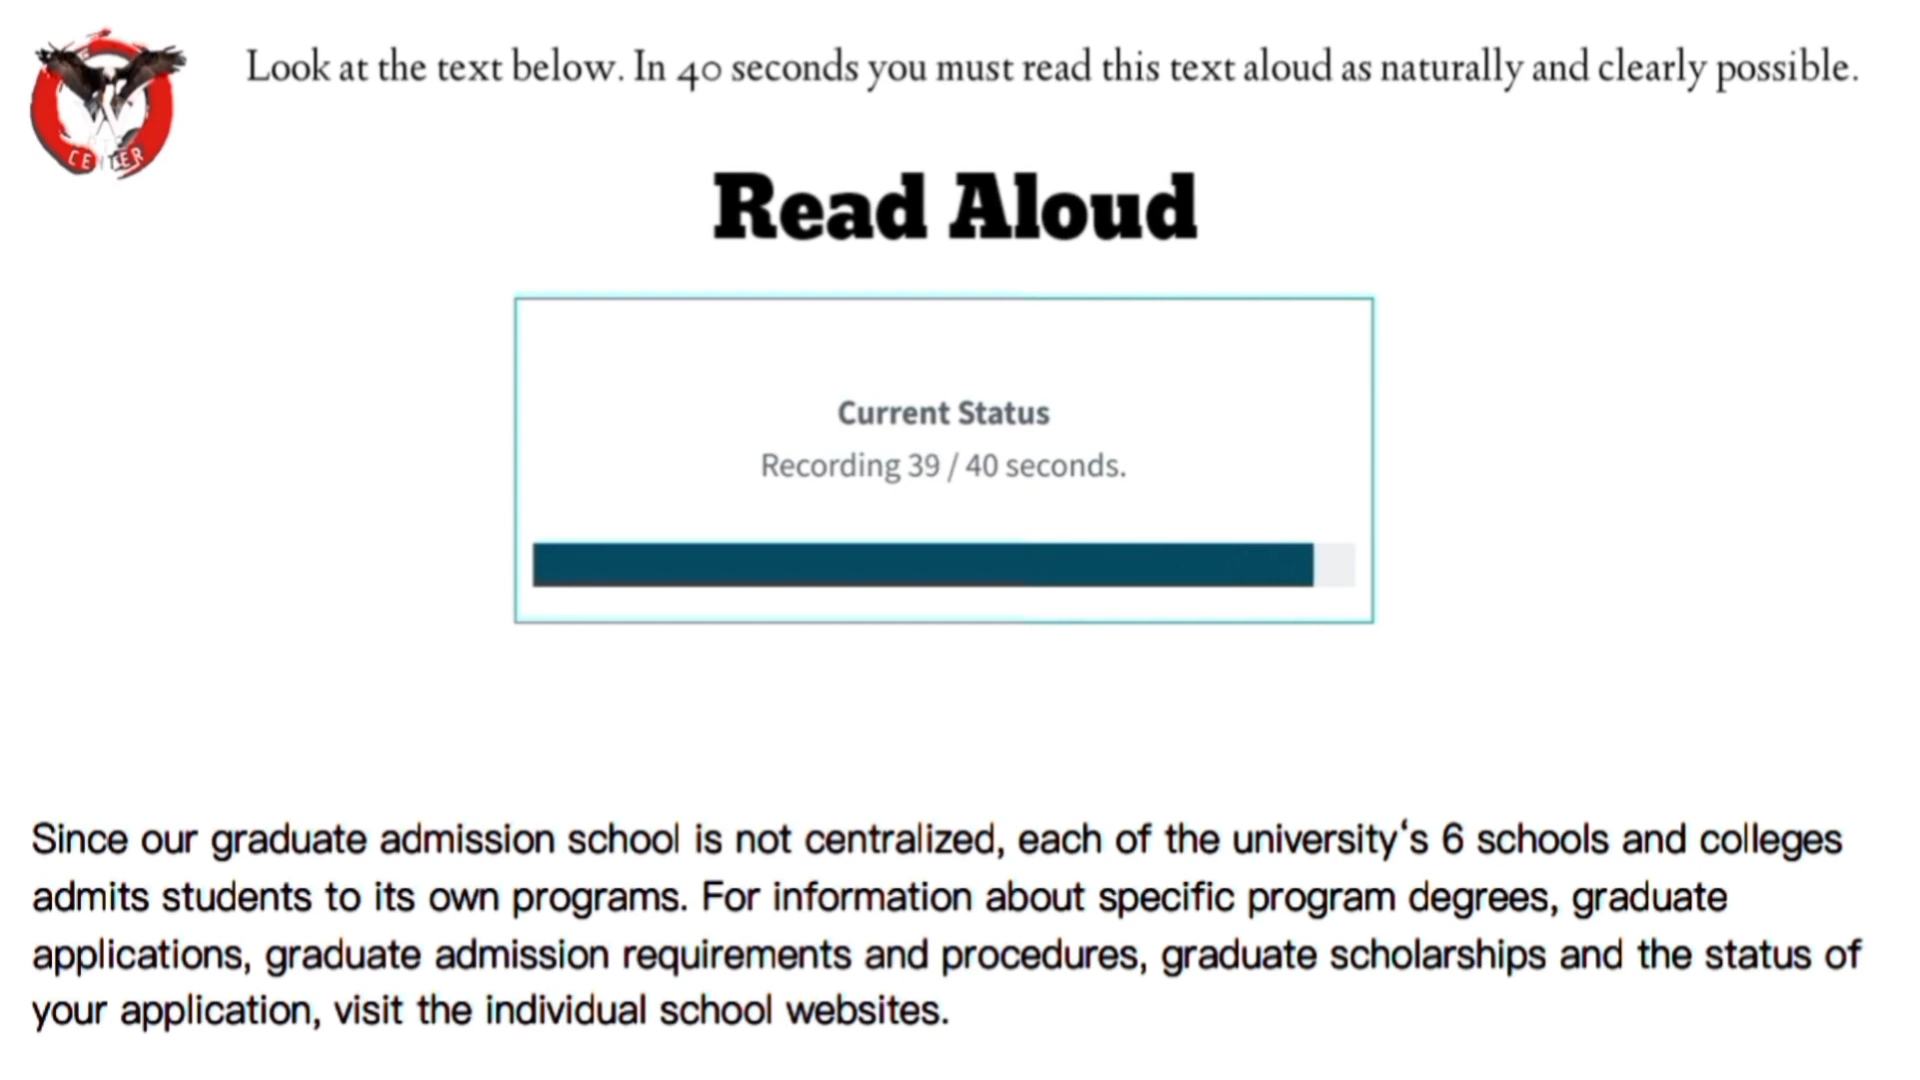 Look at the text below. In 40 seconds you must read this text aloud as naturally and clearly possible.
CENTER
Read Aloud
Current Status
Recording 39 / 40 seconds.
Since our graduate admission school is not centralized, each of the university‘s 6 schools and colleges
admits students to its own programs. For information about specific program degrees, graduate
applications, graduate admission requirements and procedures, graduate scholarships and the status of
your application, visit the individual school websites.